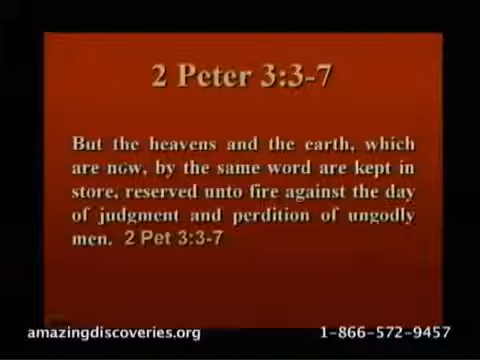 2 Peter 3:3-7
But the heavens and the earth, which
are now, by the same word are kept in
store, reserved unto fire against the day
of judgment and perdition of ungodly
men. 2 Pet 3:3-7
amazingdiscoveries.org 1-866-572-9457